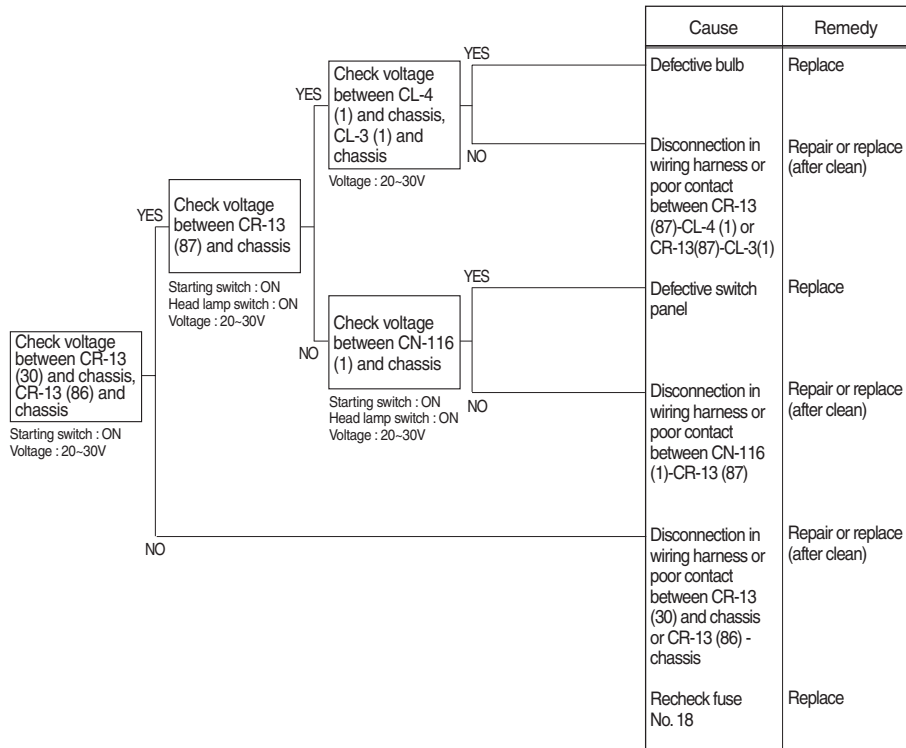 Cause
Remedy
YES
Defective bulb
Replace
Check voltage
between CL-4
(1) and chassis,
CL-3 (1) and
chassis
YES
NO
Voltage : 20~30V
Disconnection in
wiring harness or
poor contact
between CR-13
(87)-CL-4 (1) or
CR-13(87)-CL-3(1)
Repair or replace
(after clean)
YES
Check voltage
between CR-13
(87) and chassis
Starting switch : ON
Head lamp switch : ON
Voltage : 20~30V
YES
Defective switch
panel
Replace
NO
Check voltage
between CN-116
(1) and chassis
Starting switch : ON
Head lamp switch : ON
Voltage : 20~30V
NO
Disconnection in
wiring harness or
poor contact
between CN-116
(1)-CR-13 (87)
Repair or replace
(after clean)
Check voltage
between CR-13
(30) and chassis,
CR-13 (86) and
chassis
Starting switch : ON
Voltage : 20~30V
NO
Disconnection in
wiring harness or
poor contact
between CR-13
(30) and chassis
or CR-13 (86) -
chassis
Repair or replace
(after clean)
Recheck fuse
No. 18
Replace